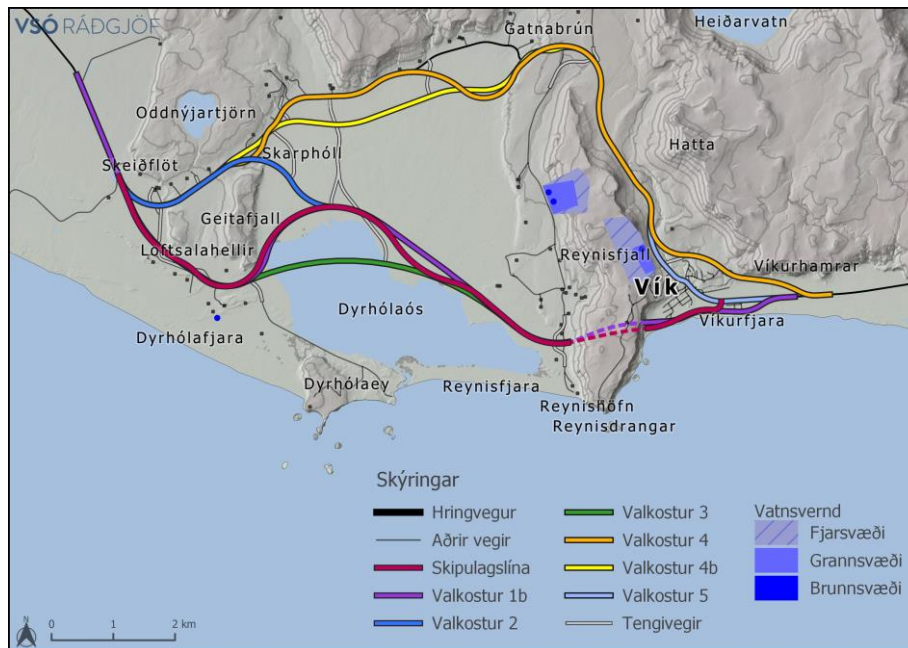 VSÓ RÁÐGJÖF
Heiðarvatn
Gatnabrún
Oddnýjartjörn
Hatta
Skarphóll
Skeiðflöt
Geitafjall
Loftsalahellir
Reynisfjall
Víkurhamrar
Vík
Dyrhólaós
Víkurfjara
Dyrhólafjara
Dyrhólaey
Reynisfjara
Reynishöfn
Reynisdrangar
Skýringar
Hringvegur
Aðrir vegir
Skipulagslína
Valkostur 1b
Valkostur 2
Valkostur 3
Valkostur 4
Valkostur 4b
Valkostur 5
Tengivegir
Vatnsvernd
Fjarsvæði
Grannsvæði
Brunnsvæði
N
0 1 2 km